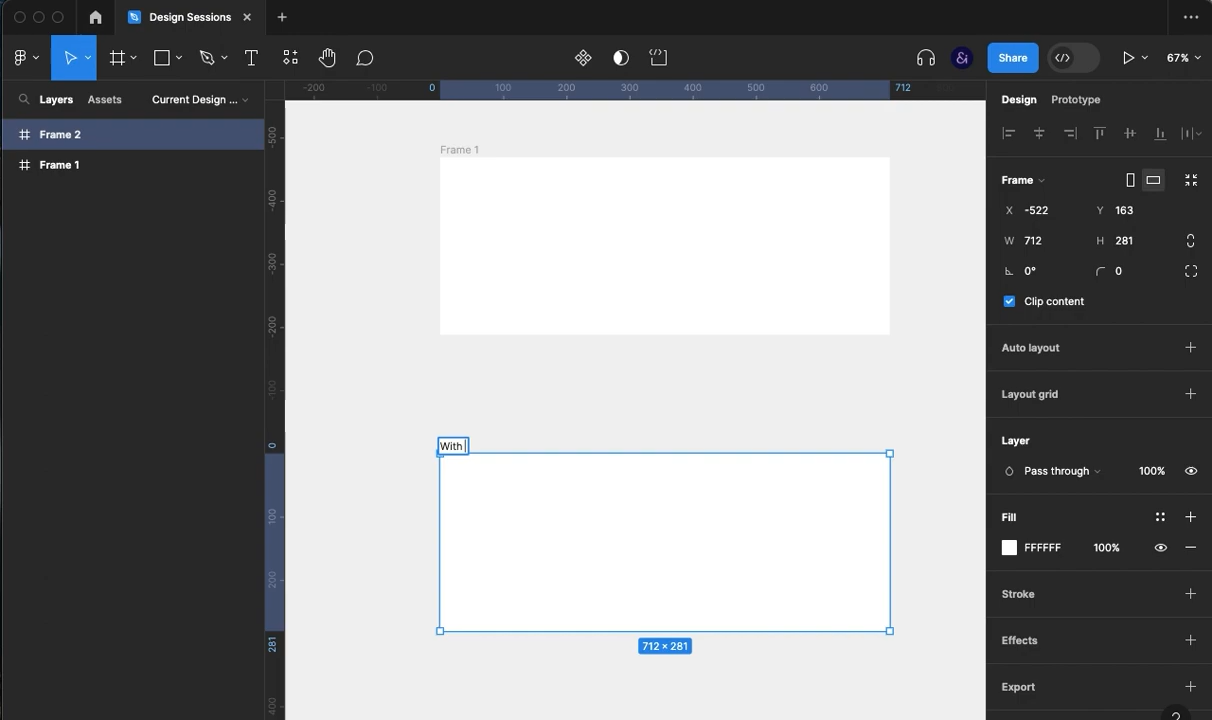 Design Sessions
Share
67%
Layers
Assets
Current Design ...
Frame 2
Frame 1
-200
-100
0
100
200
300
400
500
600
712
-500
-400
-300
-200
-100
0
100
200
281
400
Frame 1
With
712 × 281
Design
Prototype
Frame
X -522
Y 163
W 712
H 281
0°
0
Clip content
Auto layout
Layout grid
Layer
Pass through
100%
Fill
FFFFFF
100%
Stroke
Effects
Export
?